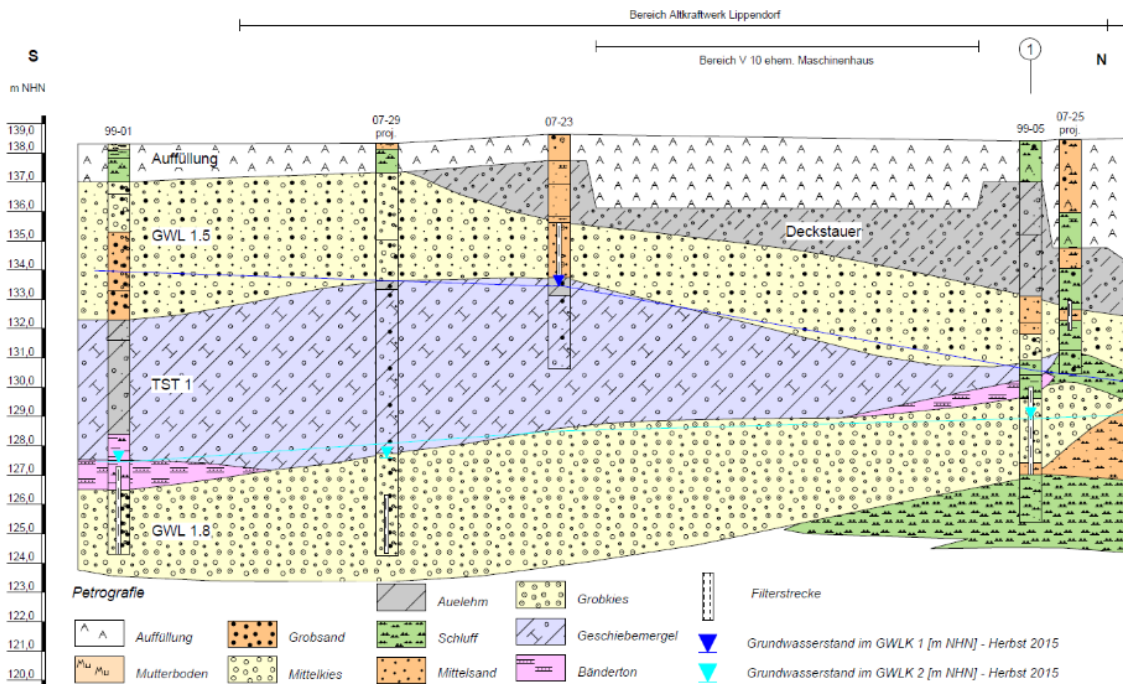 Bereich Altkraftwerk Lippendorf
S
Bereich V 10 ehem. Maschinenhaus
1
N
m NHN
99-01
07-29
proj.
07-23
99-05
07-25
proj.
139,0
138,0
137,0
136,0
135,0
134,0
133,0
132,0
131,0
130,0
129,0
128,0
127,0
126,0
125,0
124,0
123,0
122,0
121,0
120,0
Auffüllung
GWL 1.5
Deckstauer
TST 1
GWL 1.8
Petrografie
Auffüllung
Mutterboden
Grobsand
Mittelkies
Auelehm
Schluff
Mittelsand
Grobkies
Geschiebemergel
Bänderton
Filterstrecke
Grundwasserstand im GWLK 1 [m NHN] - Herbst 2015
Grundwasserstand im GWLK 2 [m NHN] - Herbst 2015